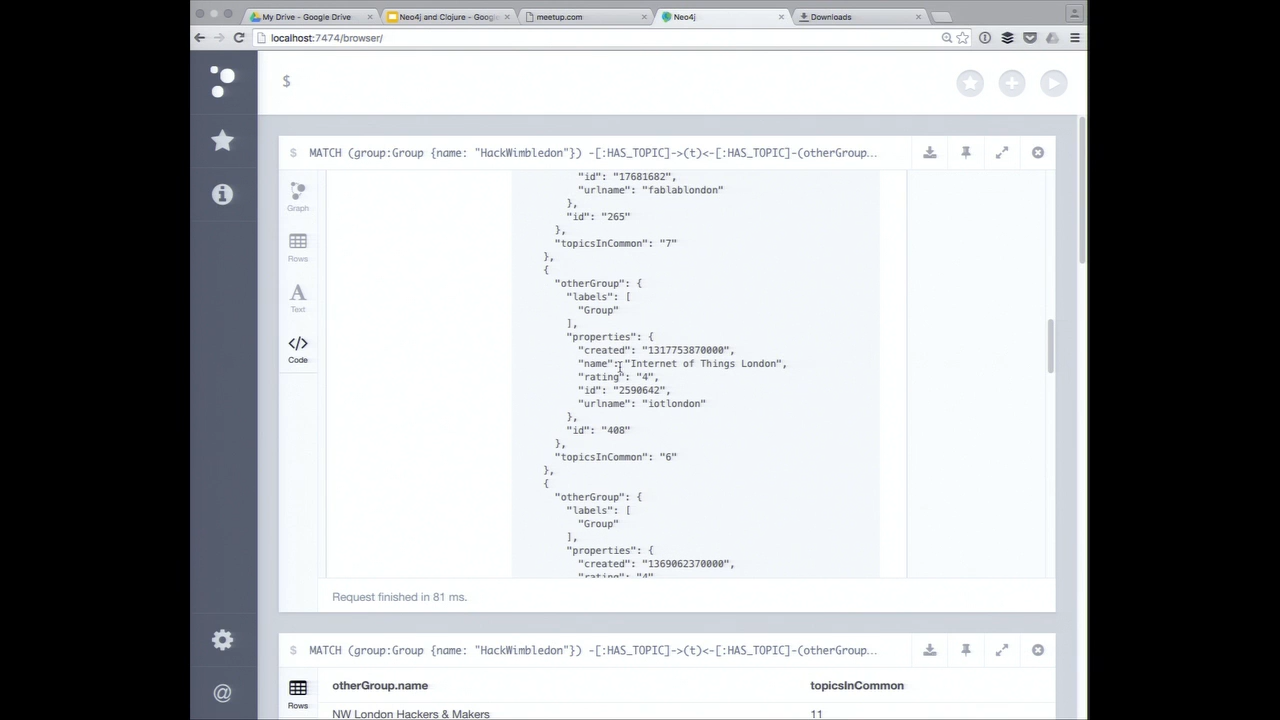 My Drive - Google Drive
Neo4j and Clojure - Goog
meetup.com
Neo4j
Downloads
localhost:7474/browser/
$
$ MATCH (group:Group {name: "HackWimbledon"}) -[:HAS_TOPIC]->(t)<-[:HAS_TOPIC]-(otherGroup…
Graph
Rows
Text
Code
"id": "17681682",
"urlname": "fablablondon"
},
"id": "265"
},
"topicsInCommon": "7"
},
{
"otherGroup": {
"labels": [
"Group"
],
"properties": {
"created": "1317753870000",
"name": "Internet of Things London",
"rating": "4",
"id": "2590642",
"urlname": "iotlondon"
},
"id": "408"
},
"topicsInCommon": "6"
},
{
"otherGroup": {
"labels": [
"Group"
],
"properties": {
"created": "1369062370000",
"rating": "4"
Request finished in 81 ms.
$ MATCH (group:Group {name: "HackWimbledon"}) -[:HAS_TOPIC]->(t)<-[:HAS_TOPIC]-(otherGroup…
Rows
otherGroup.name topicsInCommon
NW London Hackers & Makers 11